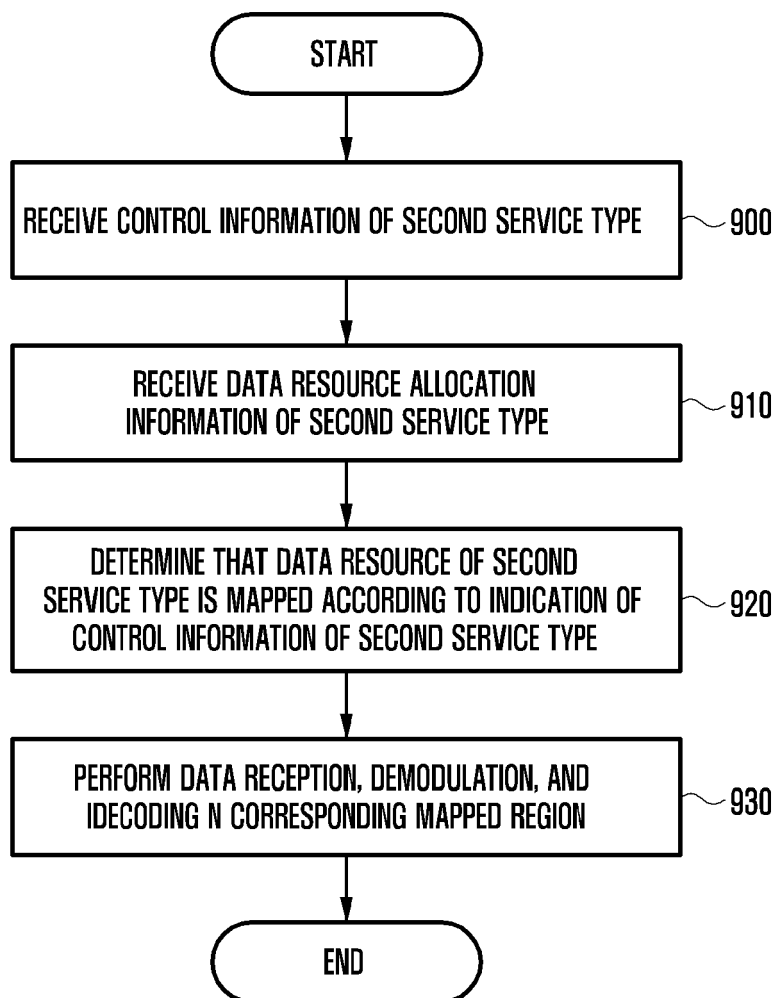 START
RECEIVE CONTROL INFORMATION OF SECOND SERVICE TYPE
900
RECEIVE DATA RESOURCE ALLOCATION
INFORMATION OF SECOND SERVICE TYPE
910
DETERMINE THAT DATA RESOURCE OF SECOND
SERVICE TYPE IS MAPPED ACCORDING TO INDICATION OF
CONTROL INFORMATION OF SECOND SERVICE TYPE
920
PERFORM DATA RECEPTION, DEMODULATION, AND
IDECODING N CORRESPONDING MAPPED REGION
930
END